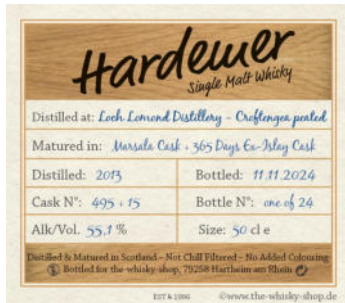 Hardemer
Single Malt Whisky
Distilled at: Loch Lomond Distillery - Croftengea peated
Matured in: Marsala Cask + 365 Days Ex-Islay Cask
Distilled: 2013 Bottled: 11.11.2024
Cask N°: 495 + 15 Bottle N°: one of 24
Alk/Vol. 55,1 % Size: 50 cl e
Distilled & Matured in Scotland – Not Chill Filtered – No Added Colouring
Bottled for the-whisky-shop, 79258 Hartheim am Rhein
EST & 1996 ©www.the-whisky-shop.de